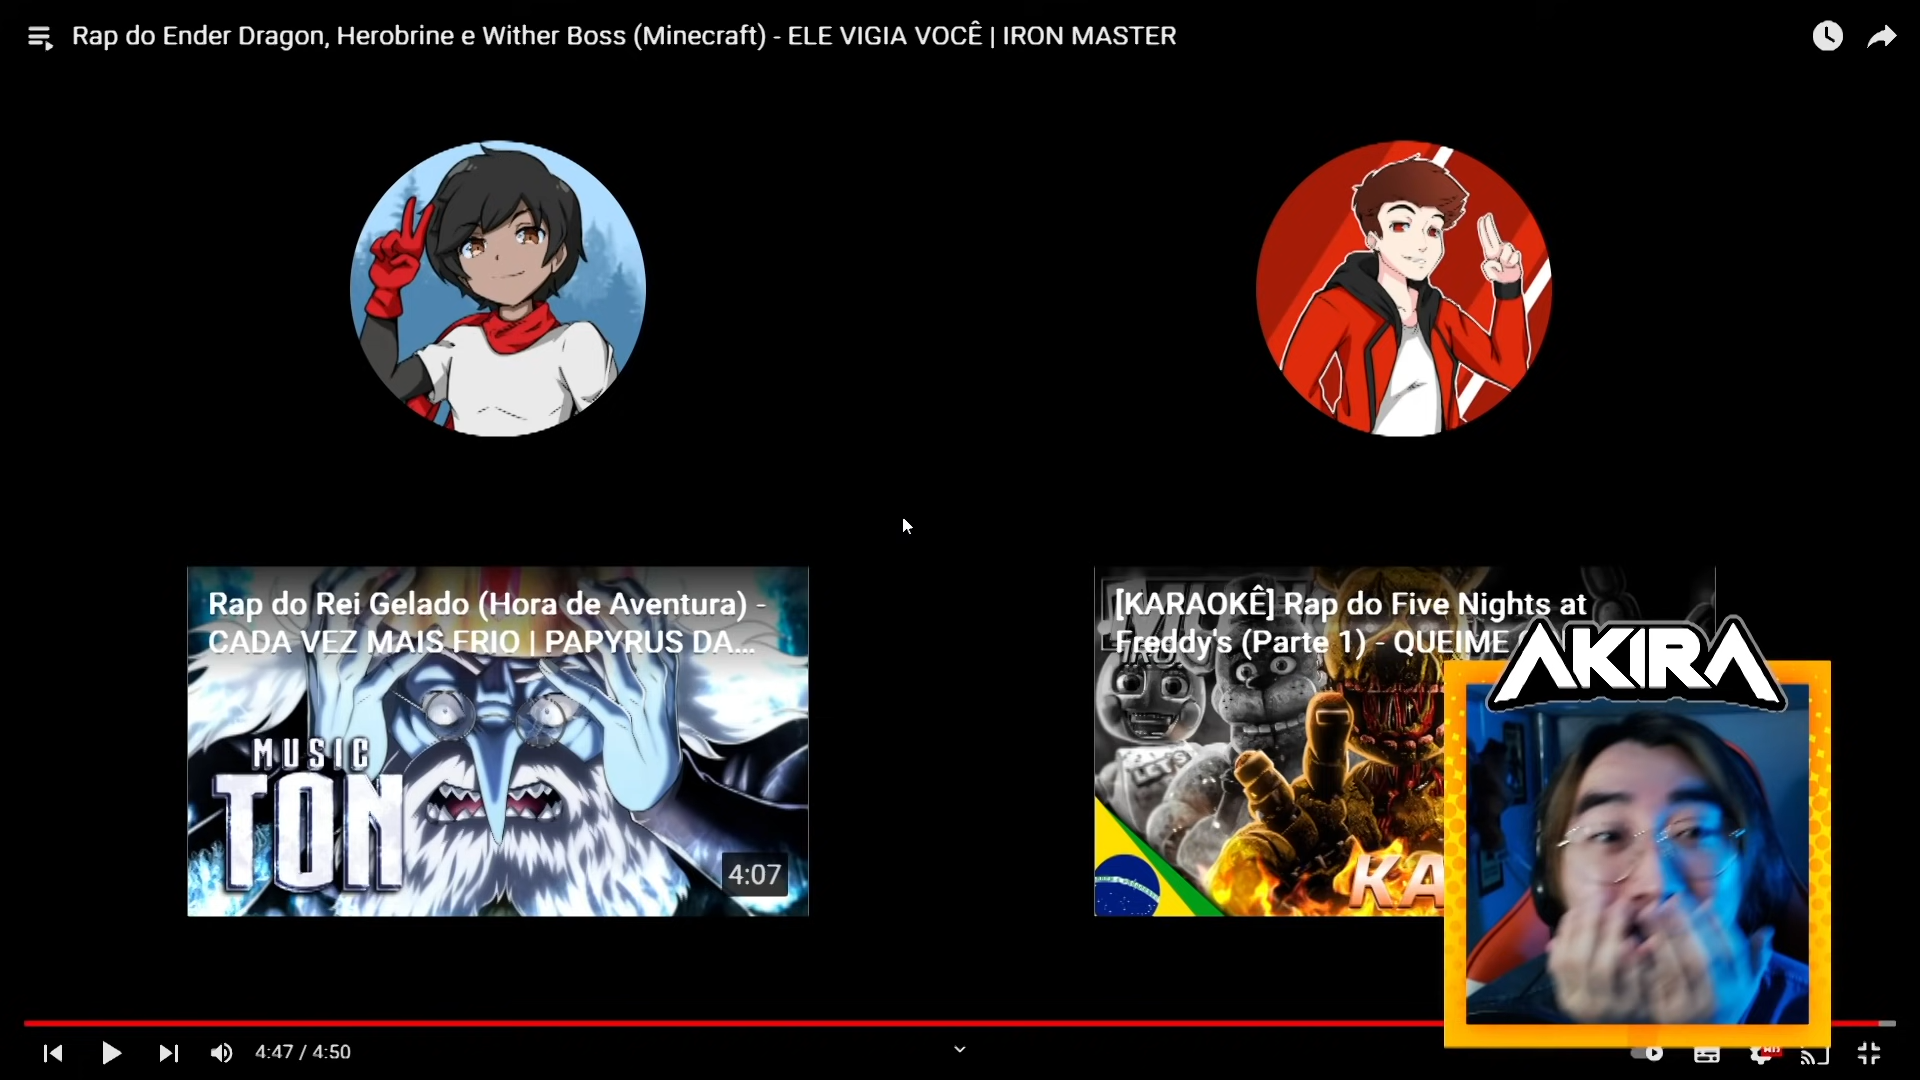 Rap do Ender Dragon, Herobrine e Wither Boss (Minecraft) - ELE VIGIA VOCÊ | IRON MASTER
Rap do Rei Gelado (Hora de Aventura) -
CADA VEZ MAIS FRIO | PAPYRUS DA...
MUSIC
TON
4:07
[KARAOKÊ] Rap do Five Nights at
Freddy's (Parte 1) - QUEIME
KA
AKIRA
4:47 / 4:50
HD